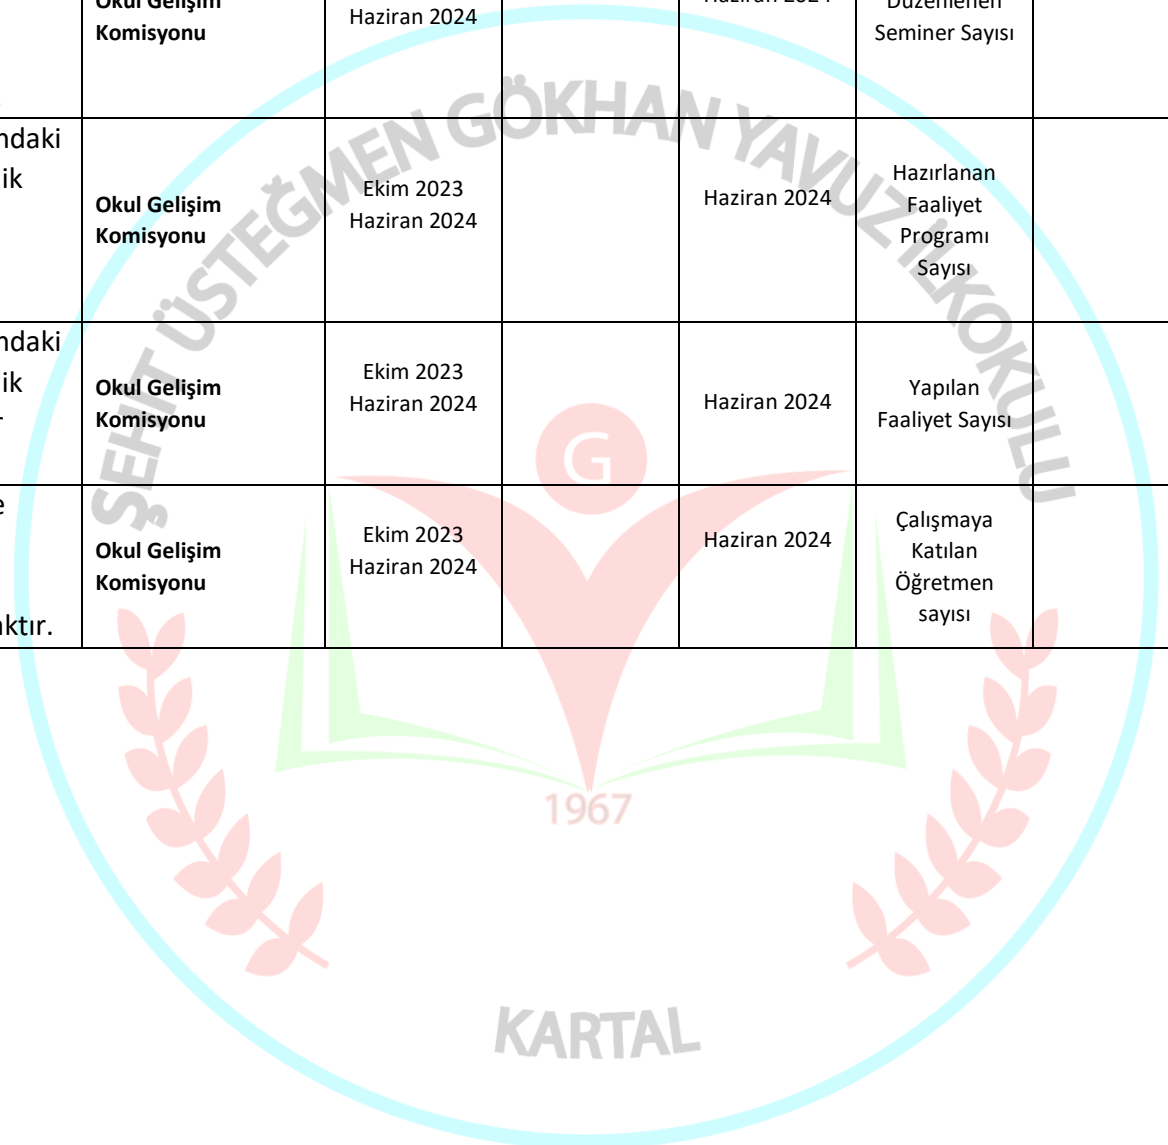 Okul Gelişim
Komisyonu
Haziran 2024
Haziran 2024
Düzenlenen
Seminer Sayısı
ndaki
ik
Okul Gelişim
Komisyonu
Ekim 2023
Haziran 2024
Haziran 2024
Hazırlanan
Faaliyet
Programı
Sayısı
ndaki
ik
Okul Gelişim
Komisyonu
Ekim 2023
Haziran 2024
Haziran 2024
Yapılan
Faaliyet Sayısı
e
aktır.
Okul Gelişim
Komisyonu
Ekim 2023
Haziran 2024
Haziran 2024
Çalışmaya
Katılan
Öğretmen
sayısı
ŞEHİT ÜSTEĞMEN GÖKHAN YAVUZ İLKOKULU
G
1967
KARTAL